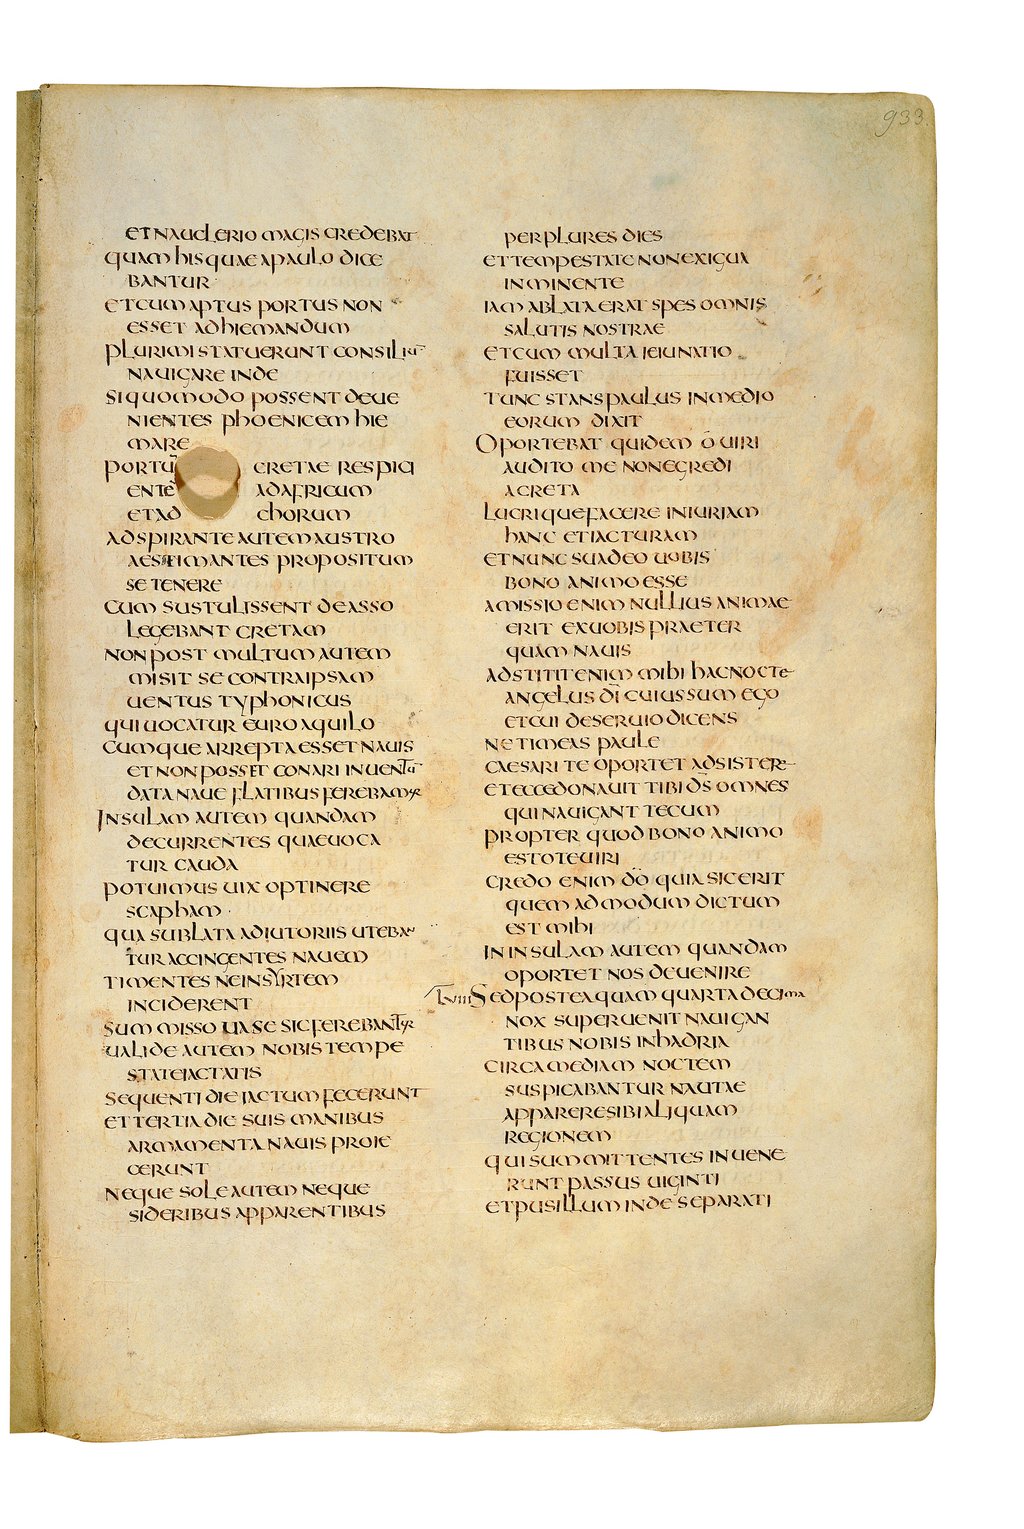 933.
ET NAUCLERIO MAGIS CREDEBAT
QUAM HIS QUAE A PAULO DICE
BANTUR
ET CUM APTUS PORTUS NON
ESSET AD HIEMANDUM
PLURIMI STATUERUNT CONSILIU
NAUIGARE INDE
SI QUOMODO POSSENT DEUE
NIENTES PHOENICEM HIE
MARE
PORTU CRETAE RESPICI
ENTE AD AFRICUM
ET AD CHORUM
ADSPIRANTE AUTEM AUSTRO
AESTIMANTES PROPOSITUM
SE TENERE
CUM SUSTULISSENT DE ASSO
LEGEBANT CRETAM
NON POST MULTUM AUTEM
MISIT SE CONTRA IPSAM
UENTUS TYPHONICUS
QUI UOCATUR EUROAQUILO
CUMQUE ARREPTA ESSET NAUIS
ET NON POSSET CONARI IN UENTU
DATA NAUE FLATIBUS FEREBAMUR
INSULAM AUTEM QUANDAM
DECURRENTES QUAE UOCA
TUR CAUDA
POTUIMUS UIX OPTINERE
SCAPHAM
QUA SUBLATA ADIUTORIIS UTEBAN
TUR ACCINGENTES NAUEM
TIMENTES NE IN SYRTEM
INCIDERENT
SUMMISSO UASE SIC FEREBANTUR
UALIDE AUTEM NOBIS TEMPE
STATE IACTATIS
SEQUENTI DIE IACTUM FECERUNT
ET TERTIA DIE SUIS MANIBUS
ARMAMENTA NAUIS PROIE
CERUNT
NEQUE SOLE AUTEM NEQUE
SIDERIBUS APPARENTIBUS
PER PLURES DIES
ET TEMPESTATE NON EXIGUA
INMINENTE
IAM ABLATA ERAT SPES OMNIS
SALUTIS NOSTRAE
ET CUM MULTA IEIUNATIO
FUISSET
TUNC STANS PAULUS IN MEDIO
EORUM DIXIT
OPORTEBAT QUIDEM O UIRI
AUDITO ME NON EGREDI
A CRETA
LUCRIQUE FACERE INIURIAM
HANC ET IACTURAM
ET NUNC SUADEO UOBIS
BONO ANIMO ESSE
AMISSIO ENIM NULLIUS ANIMAE
ERIT EX UOBIS PRAETER
QUAM NAUIS
ADSTITIT ENIM MIHI HAC NOCTE
ANGELUS DI CUIUS SUM EGO
ET CUI DESERUIO DICENS
NE TIMEAS PAULE
CAESARI TE OPORTET ADSISTERE
ET ECCE DONAUIT TIBI DS OMNES
QUI NAUIGANT TECUM
PROPTER QUOD BONO ANIMO
ESTOTE UIRI
CREDO ENIM DO QUIA SIC ERIT
QUEM AD MODUM DICTUM
EST MIHI
IN INSULAM AUTEM QUANDAM
OPORTET NOS DEUENIRE
SED POSTEAQUAM QUARTADECIMA
NOX SUPERUENIT NAUIGAN
TIBUS NOBIS IN HADRIA
CIRCA MEDIAM NOCTEM
SUSPICABANTUR NAUTAE
APPARERE SIBI ALIQUAM
REGIONEM
QUI SUMMITTENTES INUENE
RUNT PASSUS UIGINTI
ET PUSILLUM INDE SEPARATI